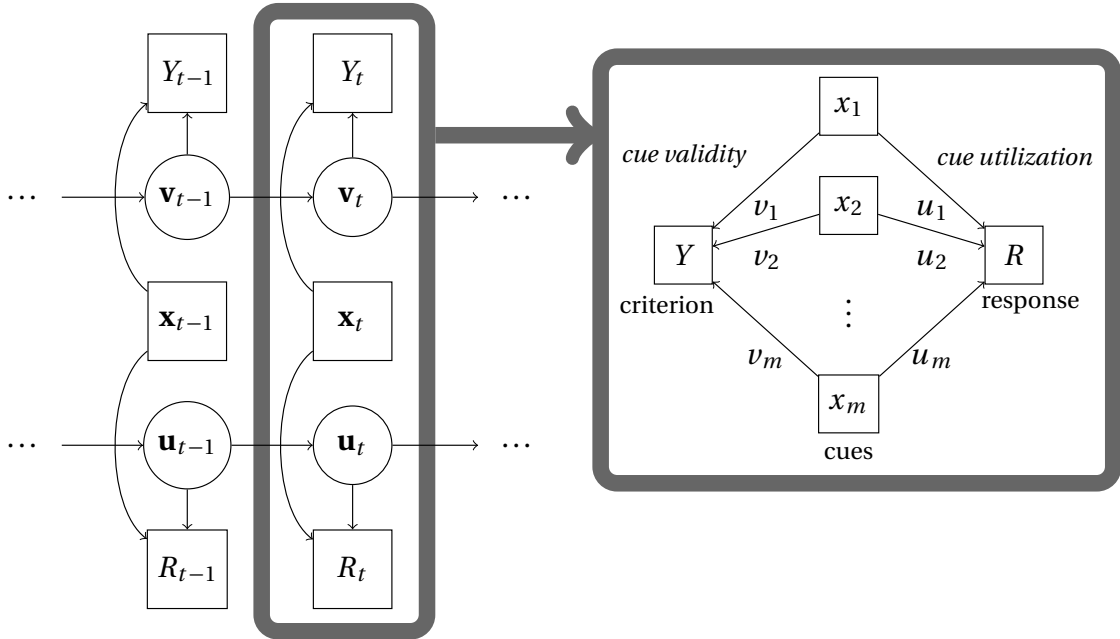 Y_{t−1}
Y_t
⋯
v_{t−1}
v_t
⋯
x_{t−1}
x_t
⋯
u_{t−1}
u_t
⋯
R_{t−1}
R_t
x_1
cue validity
cue utilization
x_2
v_1
u_1
Y
R
v_2
u_2
criterion
response
⋮
v_m
u_m
x_m
cues